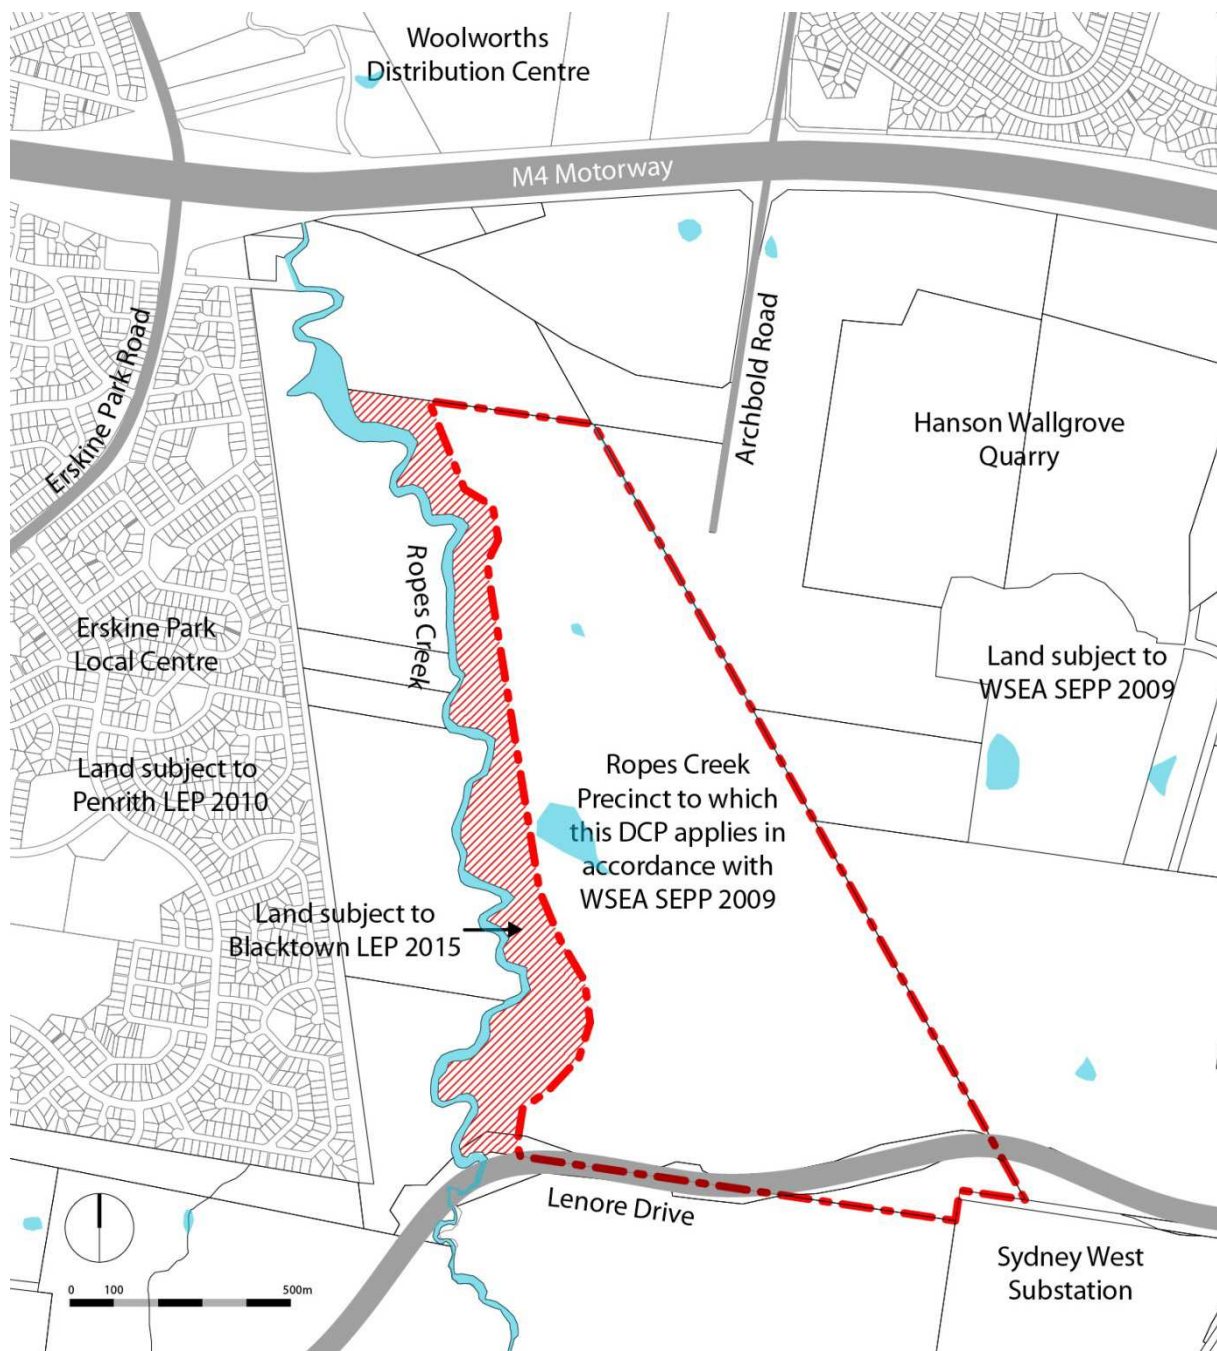 Woolworths
Distribution Centre
M4 Motorway
Erskine Park Road
Archbold Road
Hanson Wallgrove
Quarry
Ropes Creek
Erskine Park
Local Centre
Land subject to
WSEA SEPP 2009
Land subject to
Penrith LEP 2010
Ropes Creek
Precinct to which
this DCP applies in
accordance with
WSEA SEPP 2009
Land subject to
Blacktown LEP 2015
Lenore Drive
Sydney West
Substation
0 100 500m